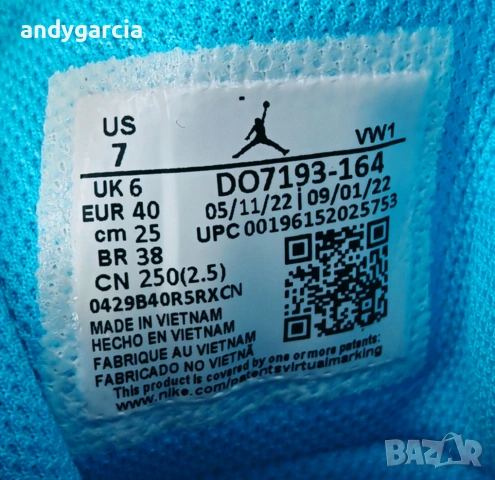 andygarcia
US
7
VW1
UK 6
DO7193-164
EUR 40
05/11/22 | 09/01/22
cm 25
UPC 00196152025753
BR 38
CN 250(2.5)
0429B40R5RXCN
MADE IN VIETNAM
HECHO EN VIETNAM
FABRIQUE AU VIETNAM
FABRICADO NO VIETNÃ
This product is covered by one or more patents:
www.nike.com/patentsvirtualmarking
BAZAR